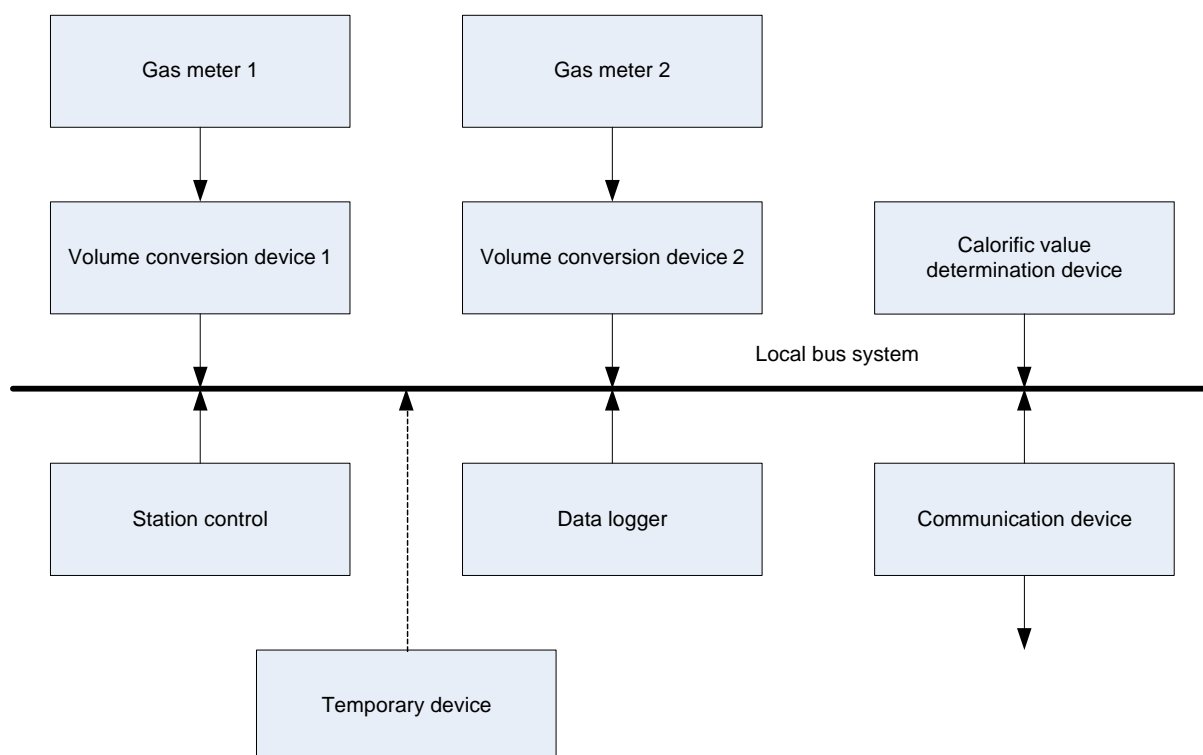 Gas meter 1
Gas meter 2
Volume conversion device 1
Volume conversion device 2
Calorific value
determination device
Local bus system
Station control
Data logger
Communication device
Temporary device